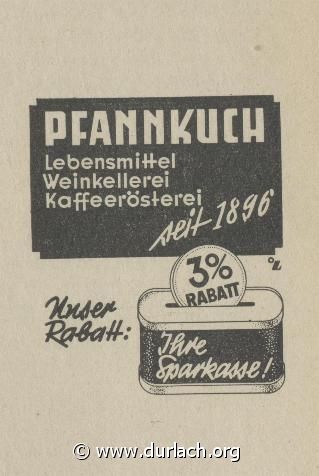 PFANNKUCH
Lebensmittel
Weinkellerei
Kaffeerösterei
seit 1896
3%
RABATT
Unser
Rabatt:
Ihre
Sparkasse!
© www.durlach.org